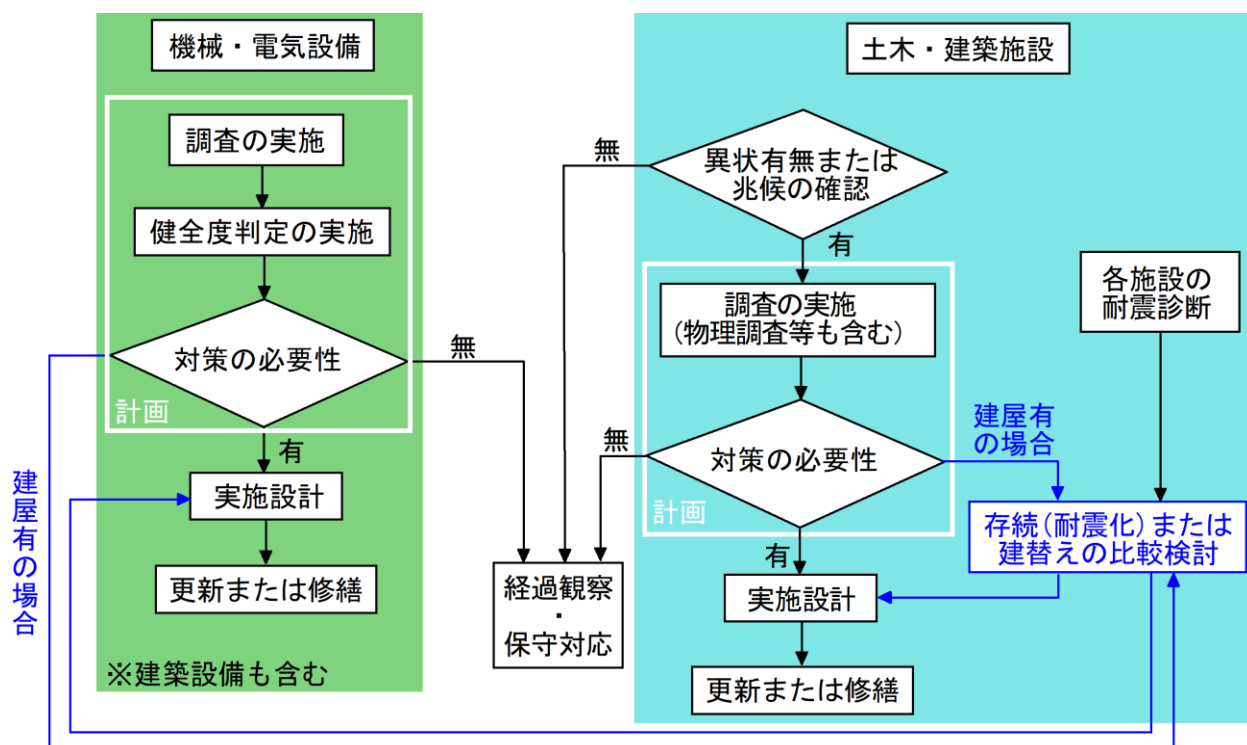 機械・電気設備
調査の実施
健全度判定の実施
対策の必要性
計画
無
有
実施設計
更新または修繕
※建築設備も含む
建屋有の場合
経過観察
・
保守対応
土木・建築施設
異状有無または
兆候の確認
無
有
調査の実施
(物理調査等も含む)
対策の必要性
計画
無
有
建屋有
の場合
各施設の
耐震診断
存続(耐震化)または
建替えの比較検討
実施設計
更新または修繕